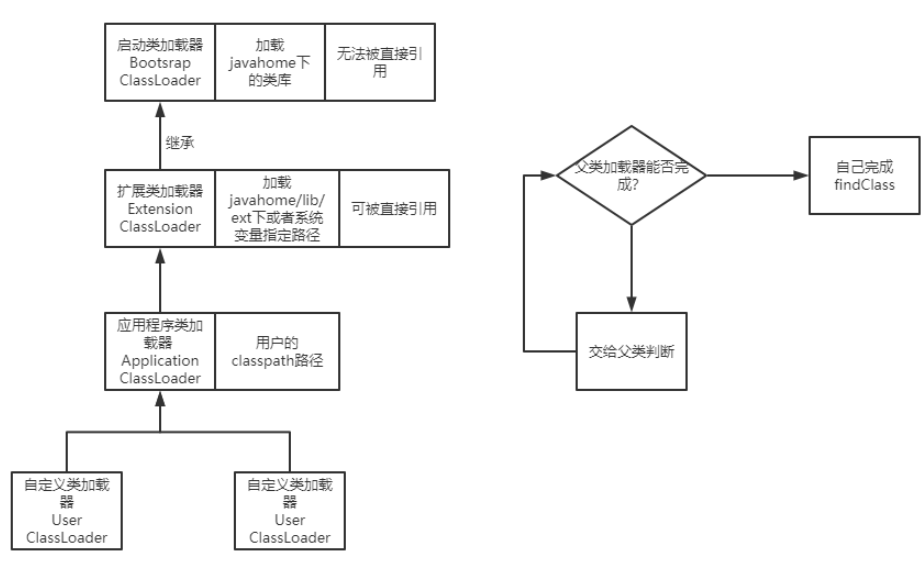 启动类加载器
Bootsrap
ClassLoader
加载
javahome下
的类库
无法被直接引
用
继承
扩展类加载器
Extension
ClassLoader
加载
javahome/lib/
ext下或者系统
变量指定路径
可被直接引用
应用程序类加
载器
Application
ClassLoader
用户的
classpath路径
自定义类加载
器
User
ClassLoader
自定义类加载
器
User
ClassLoader
父类加载器能否完
成?
自己完成
findClass
交给父类判断